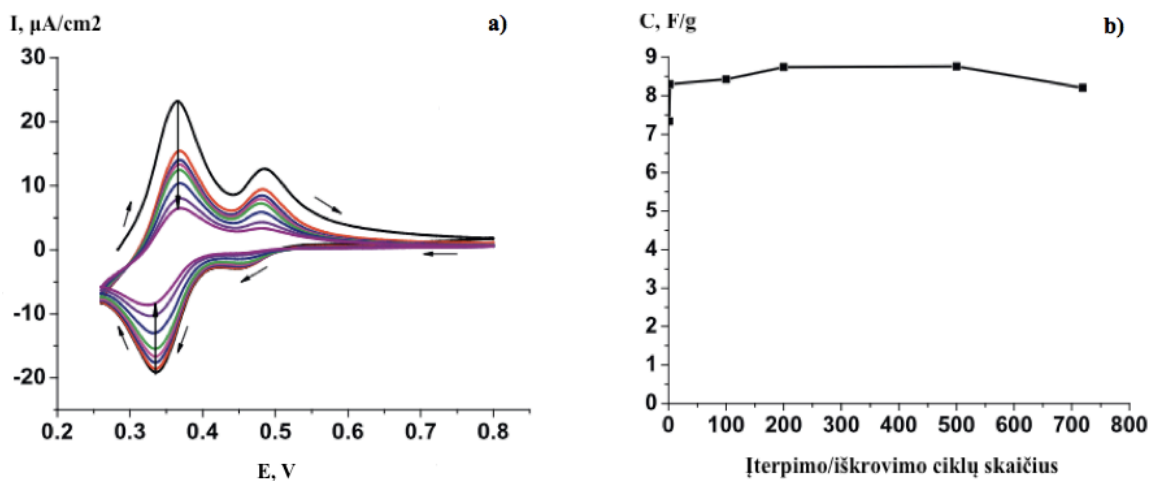 I, μA/cm2
a)
30
20
10
0
-10
-20
0.2 0.3 0.4 0.5 0.6 0.7 0.8
E, V
C, F/g
b)
9
8
7
6
5
4
3
2
1
0
0 100 200 300 400 500 600 700 800
Įterpimo/iškrovimo ciklų skaičius